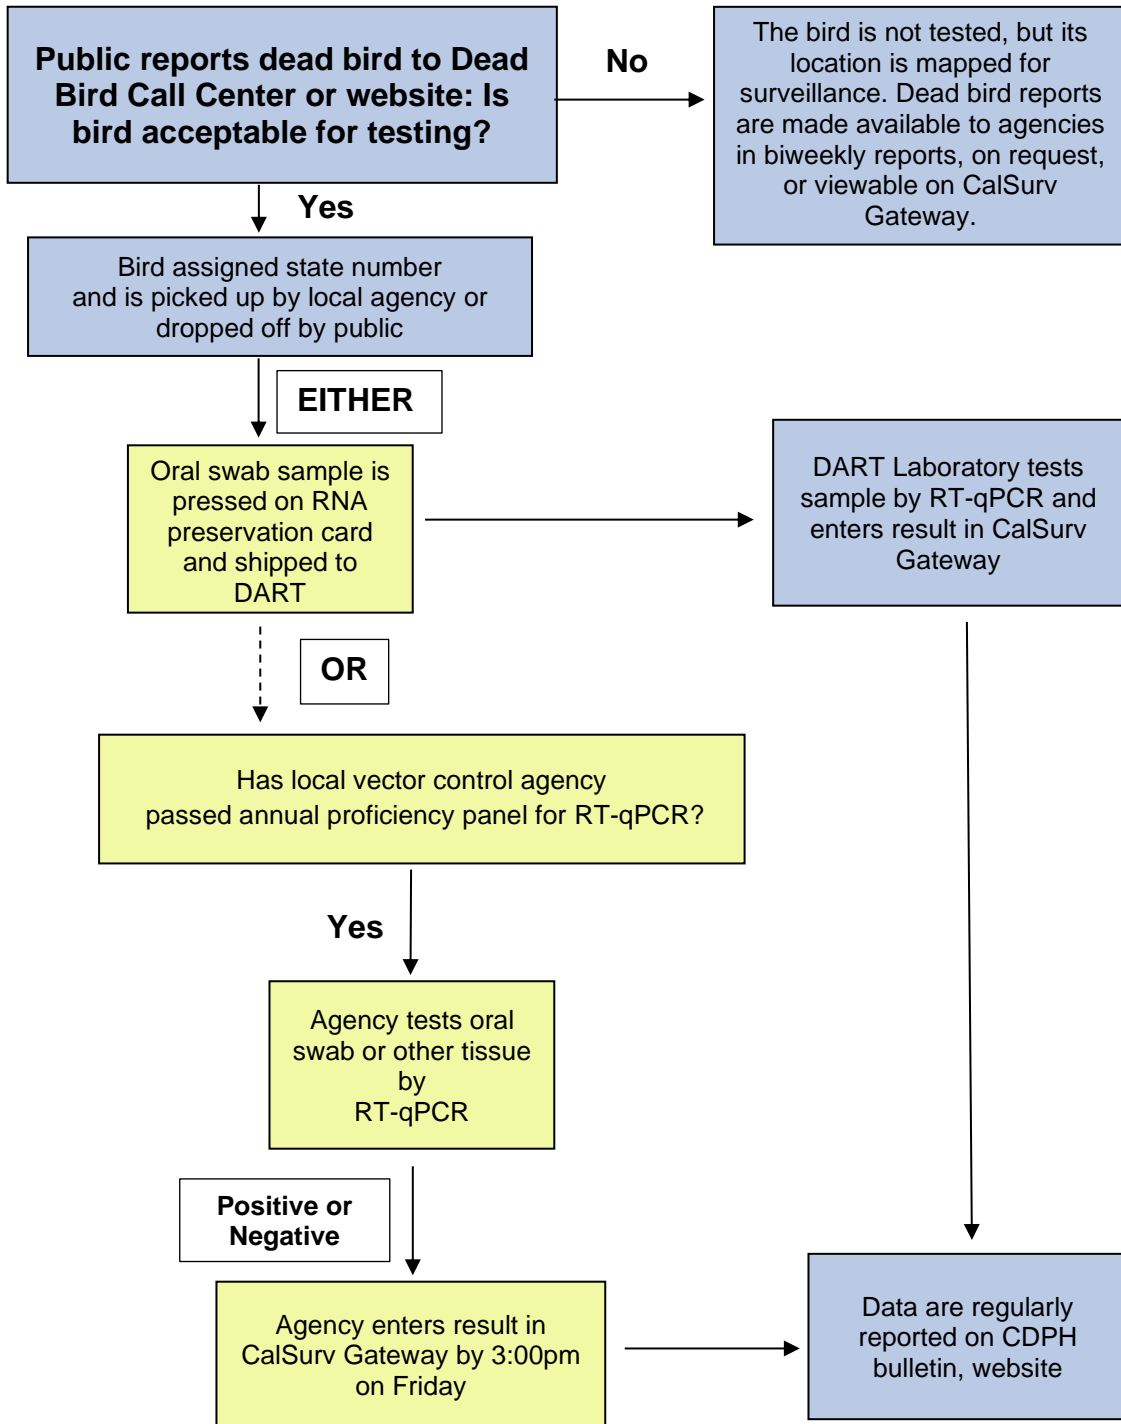 Public reports dead bird to Dead
Bird Call Center or website: Is
bird acceptable for testing?
No
The bird is not tested, but its
location is mapped for
surveillance. Dead bird reports
are made available to agencies
in biweekly reports, on request,
or viewable on CalSurv
Gateway.
Yes
Bird assigned state number
and is picked up by local agency or
dropped off by public
EITHER
Oral swab sample is
pressed on RNA
preservation card
and shipped to
DART
DART Laboratory tests
sample by RT-qPCR and
enters result in CalSurv
Gateway
OR
Has local vector control agency
passed annual proficiency panel for RT-qPCR?
Yes
Agency tests oral
swab or other tissue
by
RT-qPCR
Positive or
Negative
Agency enters result in
CalSurv Gateway by 3:00pm
on Friday
Data are regularly
reported on CDPH
bulletin, website